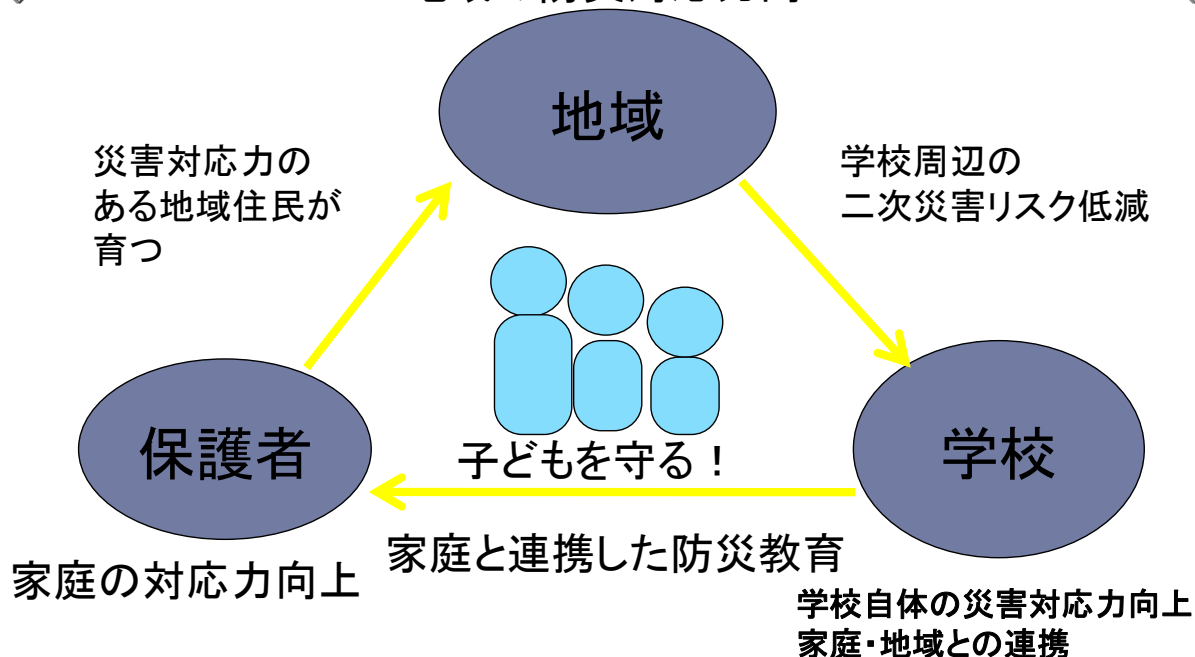 地域
災害対応力の
ある地域住民が
育つ
学校周辺の
二次災害リスク低減
保護者
子どもを守る！
学校
家庭と連携した防災教育
家庭の対応力向上
学校自体の災害対応力向上
家庭・地域との連携